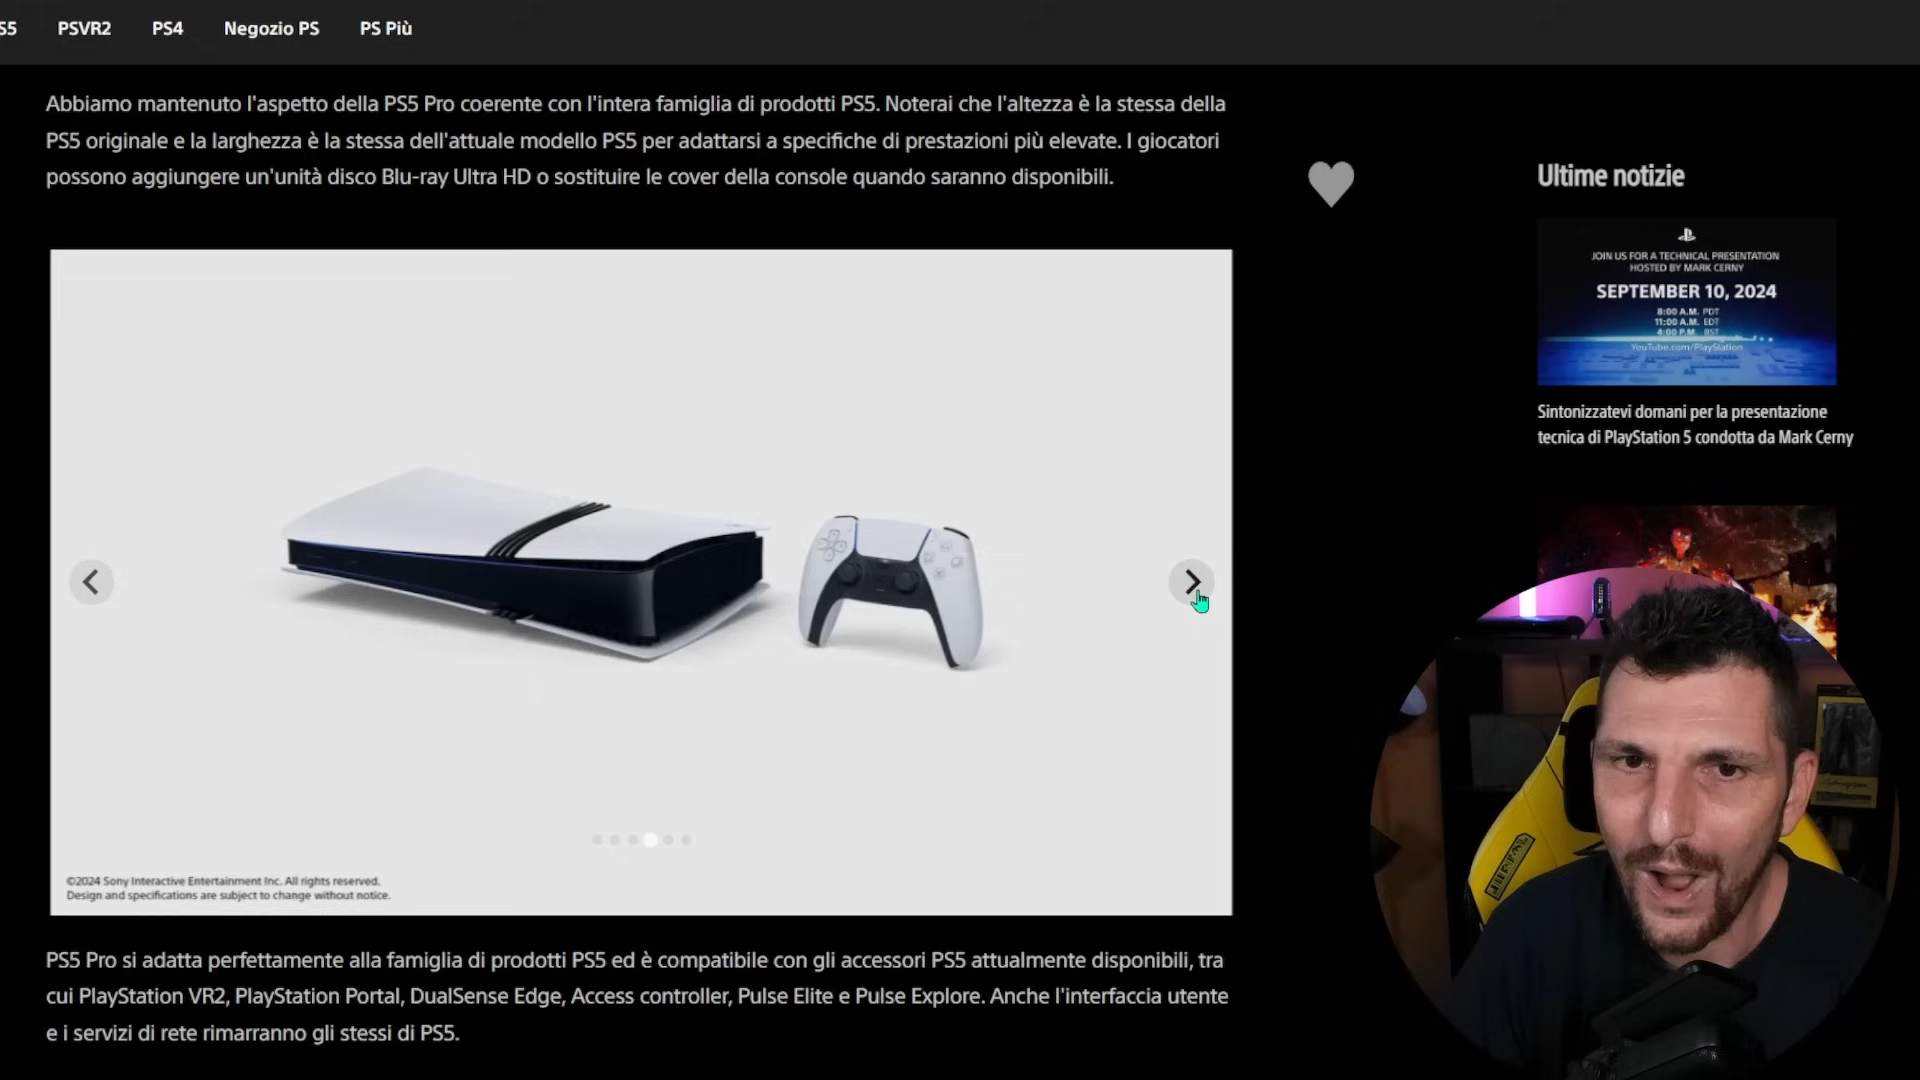 S5 PSVR2 PS4 Negozio PS PS Più
Abbiamo mantenuto l'aspetto della PS5 Pro coerente con l'intera famiglia di prodotti PS5. Noterai che l'altezza è la stessa della
PS5 originale e la larghezza è la stessa dell'attuale modello PS5 per adattarsi a specifiche di prestazioni più elevate. I giocatori
possono aggiungere un'unità disco Blu-ray Ultra HD o sostituire le cover della console quando saranno disponibili.
Ultime notizie
JOIN US FOR A TECHNICAL PRESENTATION
HOSTED BY MARK CERNY
SEPTEMBER 10, 2024
8:00 A.M. PDT
11:00 A.M. EDT
4:00 P.M. BST
YouTube.com/PlayStation
Sintonizzatevi domani per la presentazione
tecnica di PlayStation 5 condotta da Mark Cerny
©2024 Sony Interactive Entertainment Inc. All rights reserved.
Design and specifications are subject to change without notice.
PS5 Pro si adatta perfettamente alla famiglia di prodotti PS5 ed è compatibile con gli accessori PS5 attualmente disponibili, tra
cui PlayStation VR2, PlayStation Portal, DualSense Edge, Access controller, Pulse Elite e Pulse Explore. Anche l'interfaccia utente
e i servizi di rete rimarranno gli stessi di PS5.